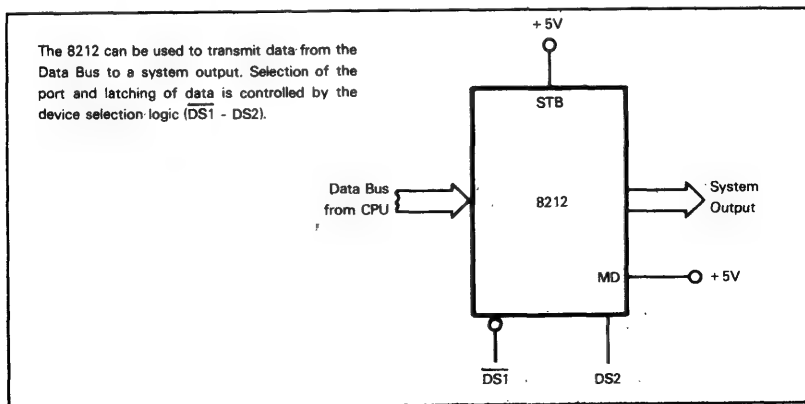 The 8212 can be used to transmit data from the
Data Bus to a system output. Selection of the
port and latching of data is controlled by the
device selection logic (D̅S̅1̅ - DS2).
+5V
STB
Data Bus
from CPU
8212
System
Output
MD
+5V
D̅S̅1̅
DS2